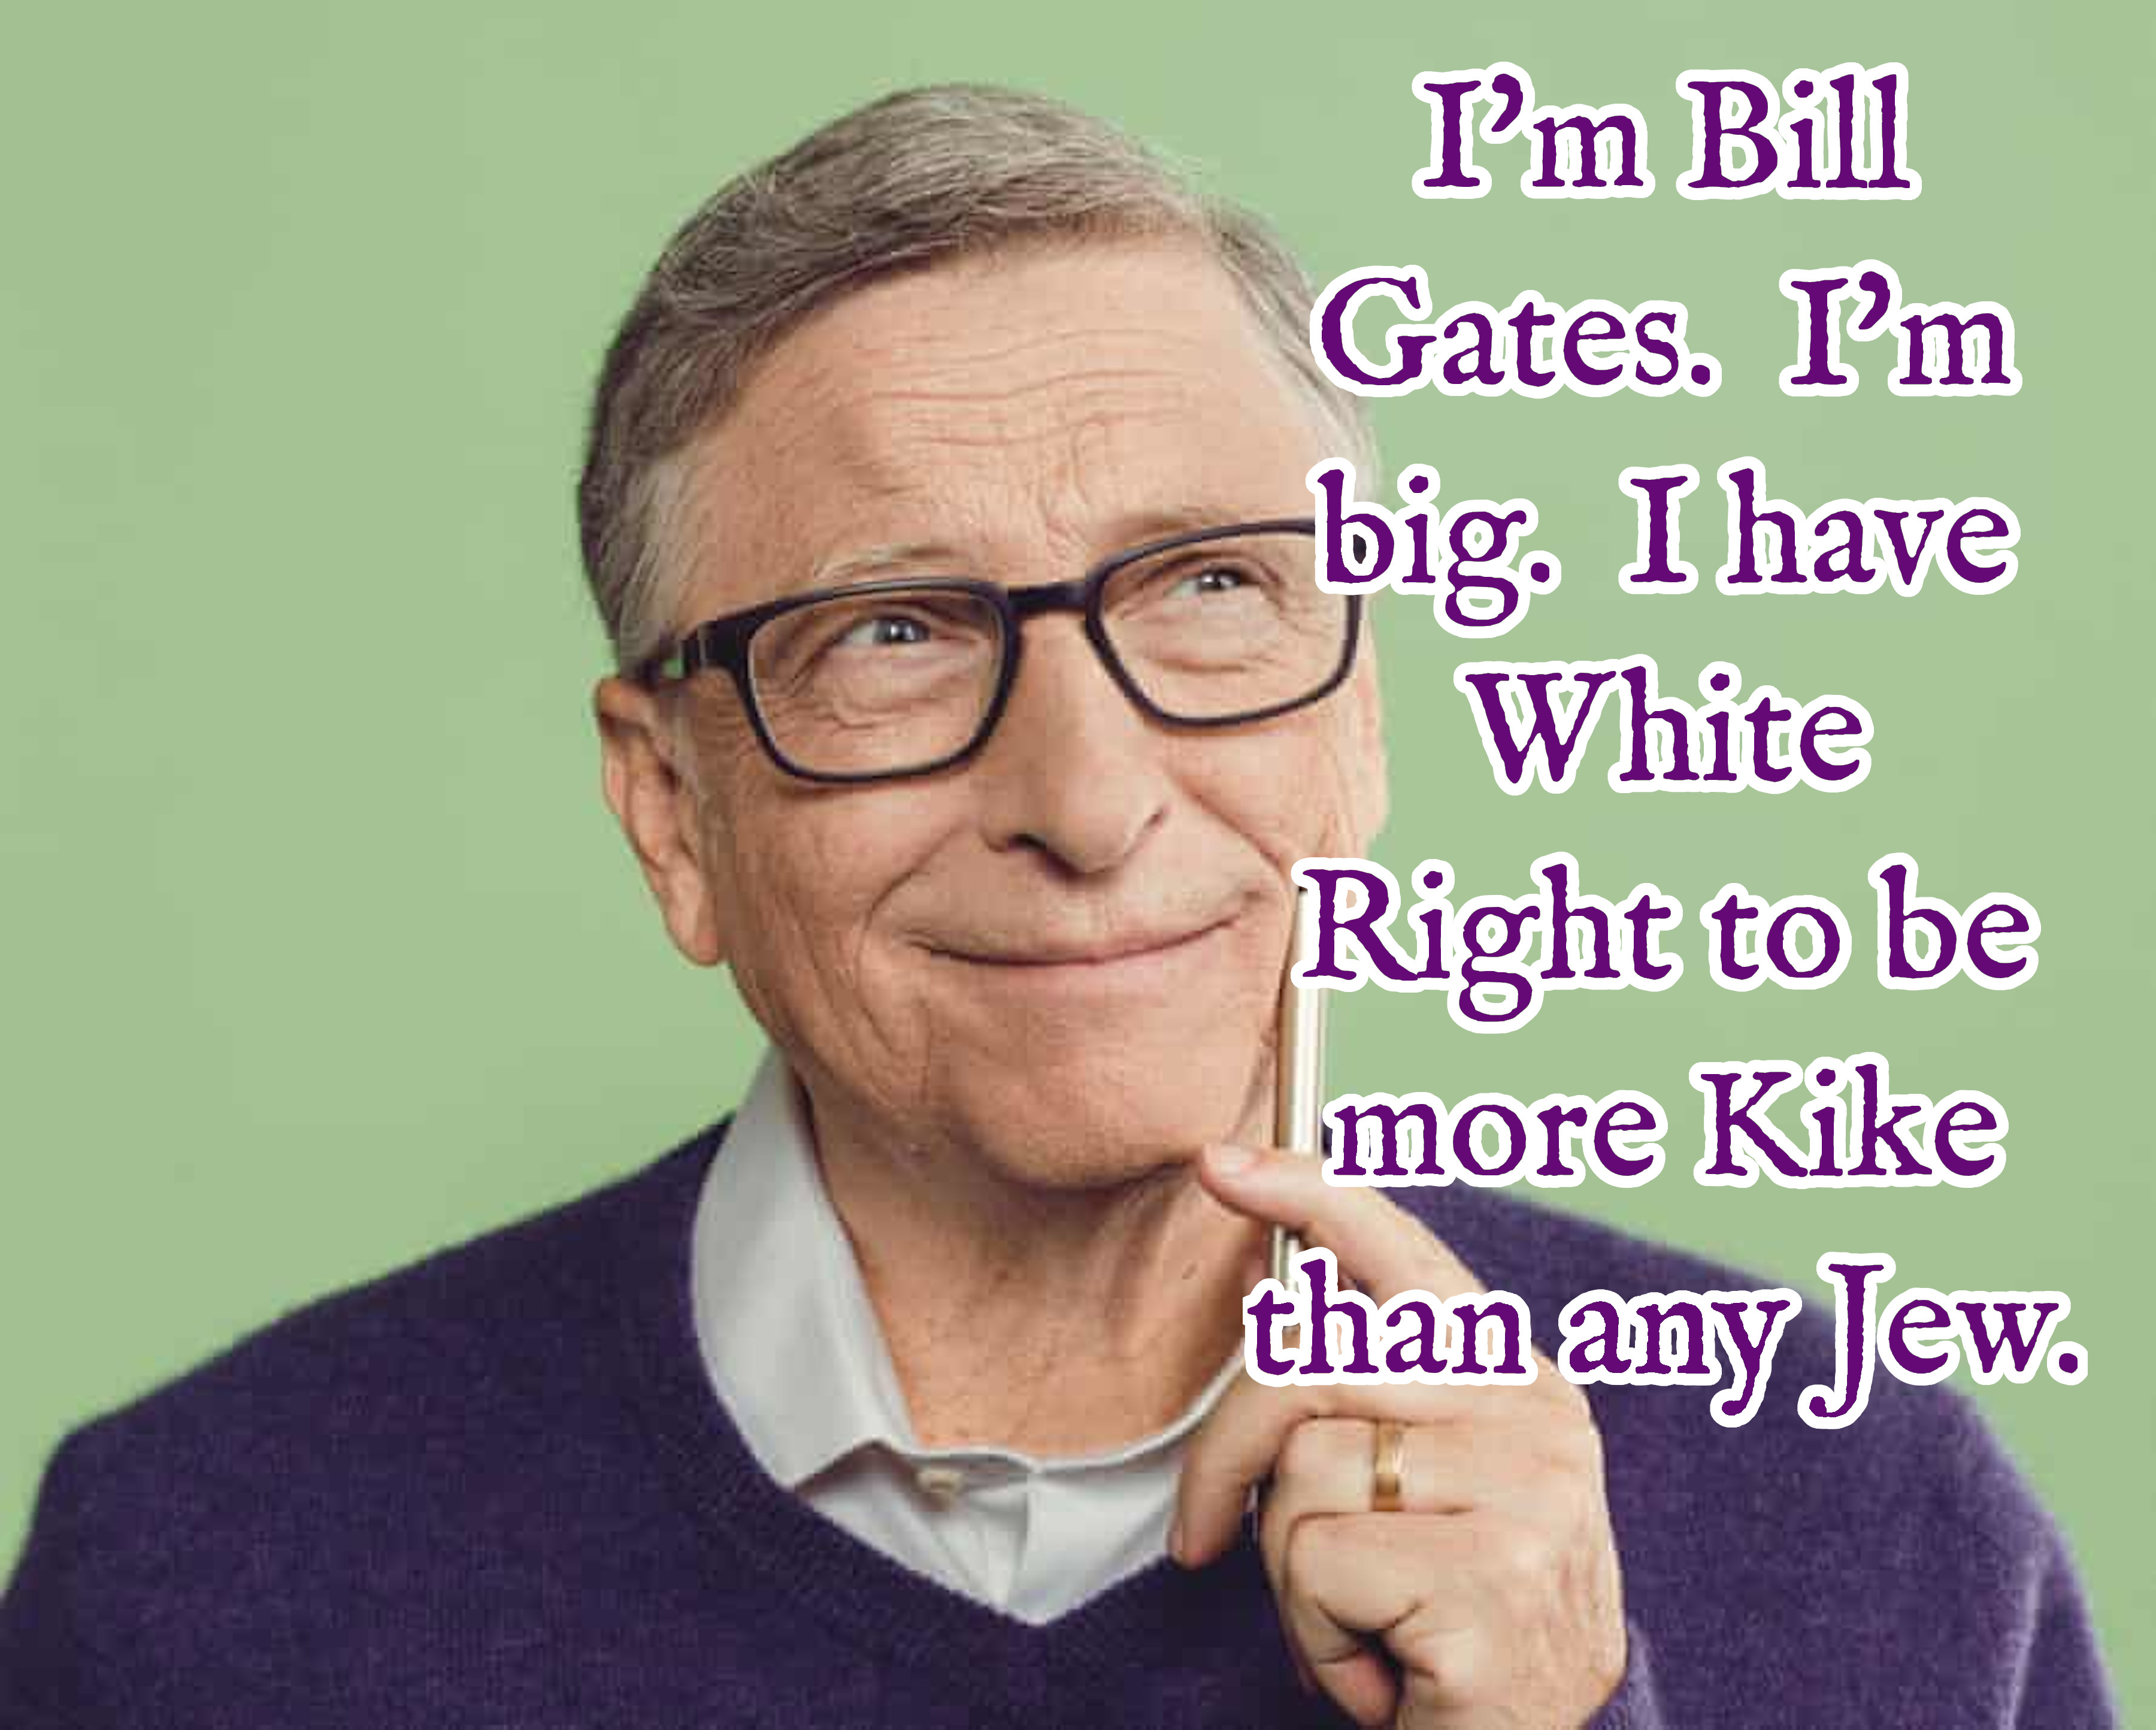 I'm Bill
Gates.  I'm
big.  I have
White
Right to be
more Kike
than any Jew.